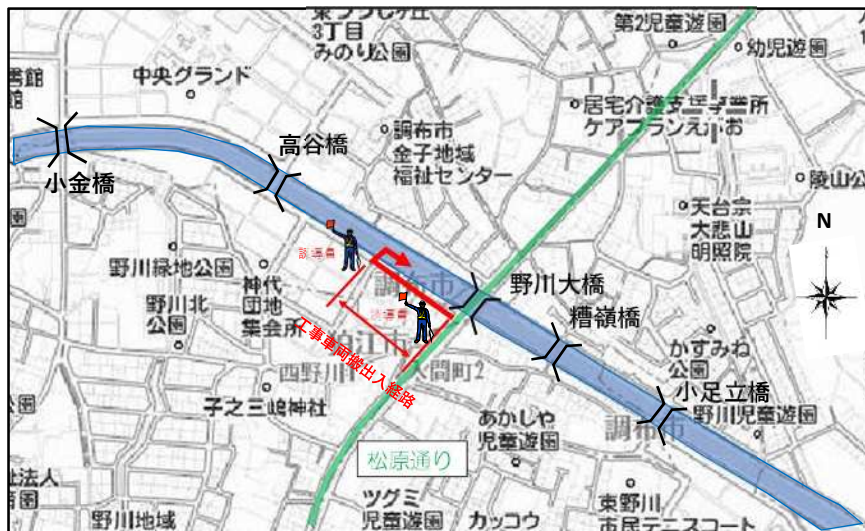 3丁目
みのり公園
第2児童遊園
幼児遊園
中央グランド
高谷橋
小金橋
調布市
金子地域
福祉センター
居宅介護支援事業所
天台宗
大悲山
明照院
N
誘導員
野川緑地公園
神代
団地
集会所
野川北
公園
調布市
誘導員
野川大橋
糟嶺橋
狛江市
西野川1
工事車両搬出入経路
かすみね
公園
小足立橋
野川児童遊園
子之三嶋神社
あかしや
児童遊園
調布市
松原通り
ツグミ
児童遊園
カッコウ
東野川
市民テニスコート
野川地域